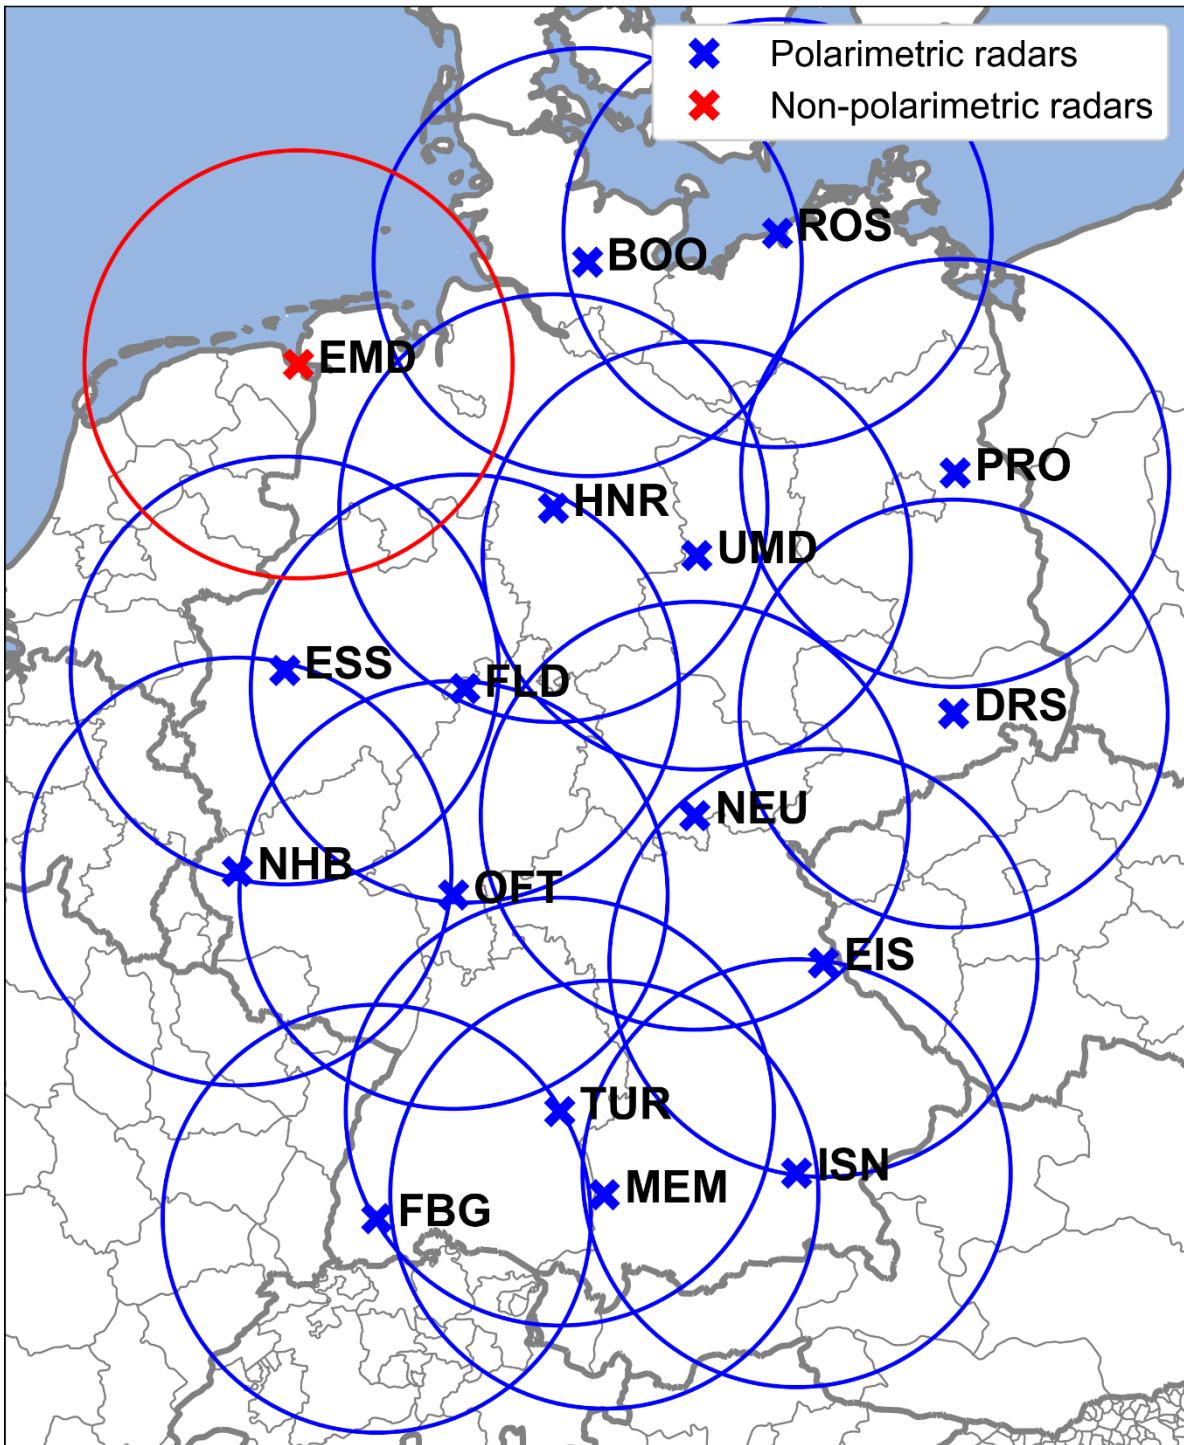 Polarimetric radars
Non-polarimetric radars
ROS
BOO
EMD
PRO
HNR
UMD
ESS
FLD
DRS
NEU
NHB
OFT
EIS
TUR
ISN
MEM
FBG